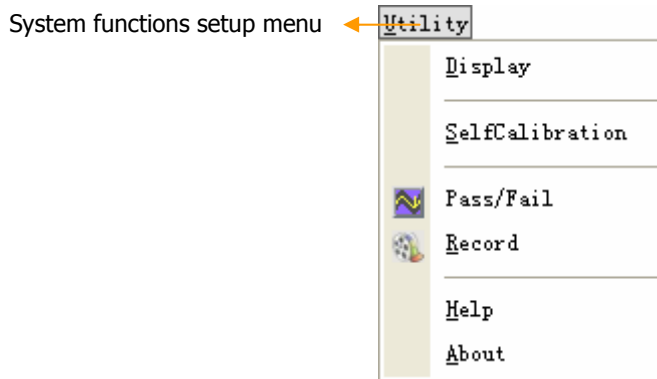 System functions setup menu
Utility
Display
SelfCalibration
Pass/Fail
Record
Help
About